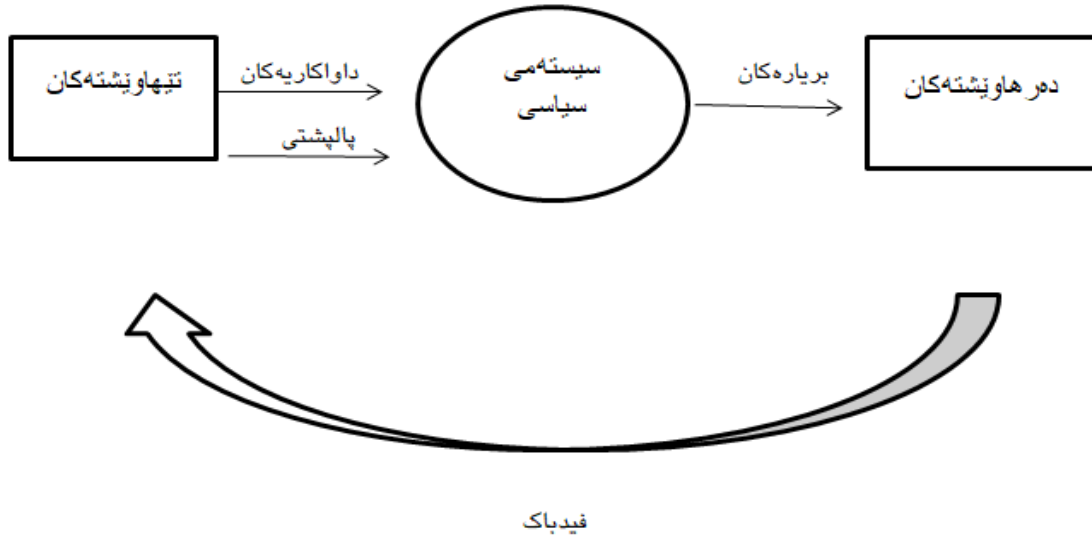 تێهاوێشتەکان
داواکاریەکان
پاڵپشتی
سیستەمی
سیاسی
بریارەکان
دەرهاوێشتەکان
فیدباک